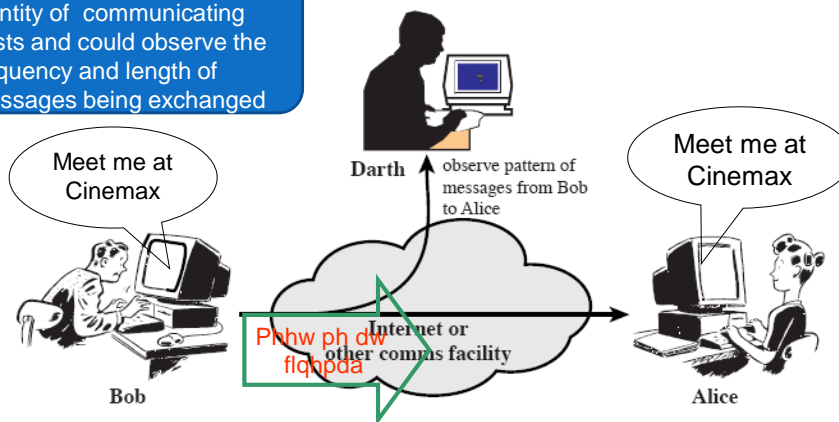 ntity of communicating
sts and could observe the
quency and length of
ssages being exchanged
Meet me at
Cinemax
Meet me at
Cinemax
Darth
observe pattern of
messages from Bob
to Alice
Phhw ph dw
flqhpda
Internet or
other comms facility
Bob
Alice